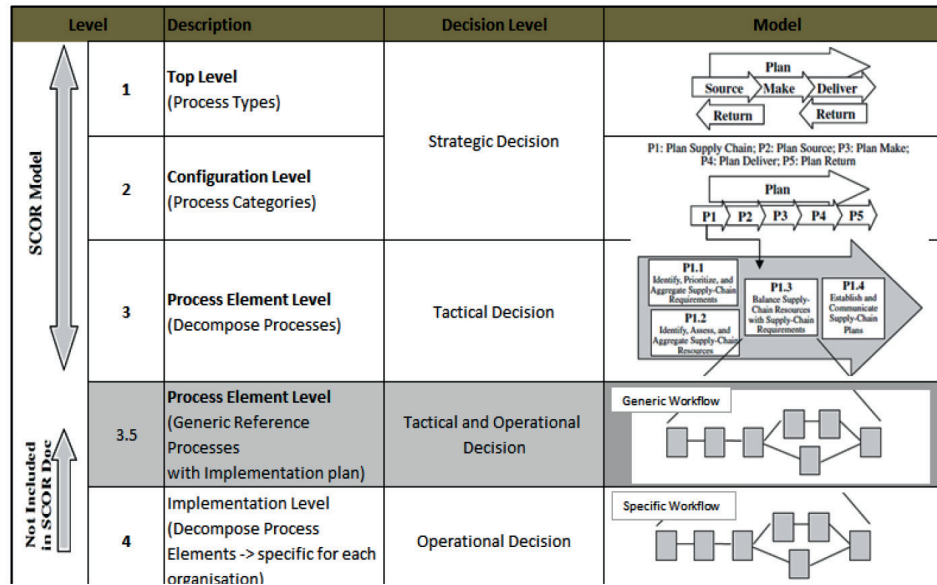 Level Description Decision Level Model
SCOR Model
1
Top Level
(Process Types)
Strategic Decision
Plan
Source Make Deliver
Return Return
2
Configuration Level
(Process Categories)
P1: Plan Supply Chain; P2: Plan Source; P3: Plan Make;
P4: Plan Deliver; P5: Plan Return
Plan
P1 P2 P3 P4 P5
3
Process Element Level
(Decompose Processes)
Tactical Decision
P1.1
Identify, Prioritize, and
Aggregate Supply-Chain
Requirements
P1.2
Identify, Assess, and
Aggregate Supply-Chain
Resources
P1.3
Balance Supply-
Chain Resources
with Supply-Chain
Requirements
P1.4
Establish and
Communicate
Supply-Chain
Plans
Not Included
in SCOR Doc
3.5
Process Element Level
(Generic Reference
Processes
with Implementation plan)
Tactical and Operational
Decision
Generic Workflow
4
Implementation Level
(Decompose Process
Elements -> specific for each
organisation)
Operational Decision
Specific Workflow